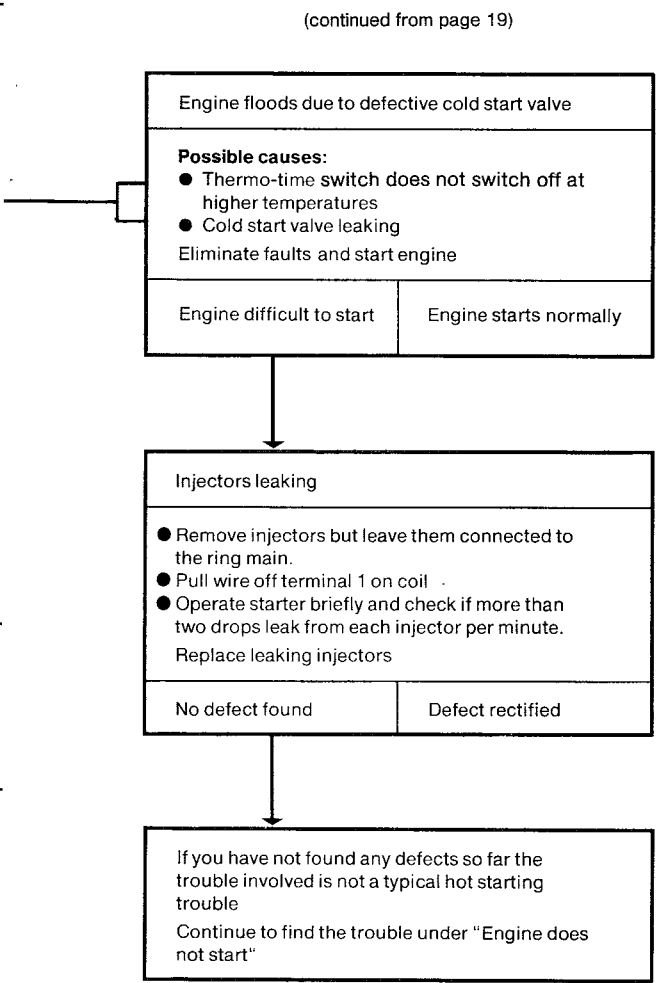 (continued from page 19)
Engine floods due to defective cold start valve
Possible causes:
● Thermo-time switch does not switch off at
higher temperatures
● Cold start valve leaking
Eliminate faults and start engine
Engine difficult to start
Engine starts normally
Injectors leaking
● Remove injectors but leave them connected to
the ring main.
● Pull wire off terminal 1 on coil
● Operate starter briefly and check if more than
two drops leak from each injector per minute.
Replace leaking injectors
No defect found
Defect rectified
If you have not found any defects so far the
trouble involved is not a typical hot starting
trouble
Continue to find the trouble under "Engine does
not start"